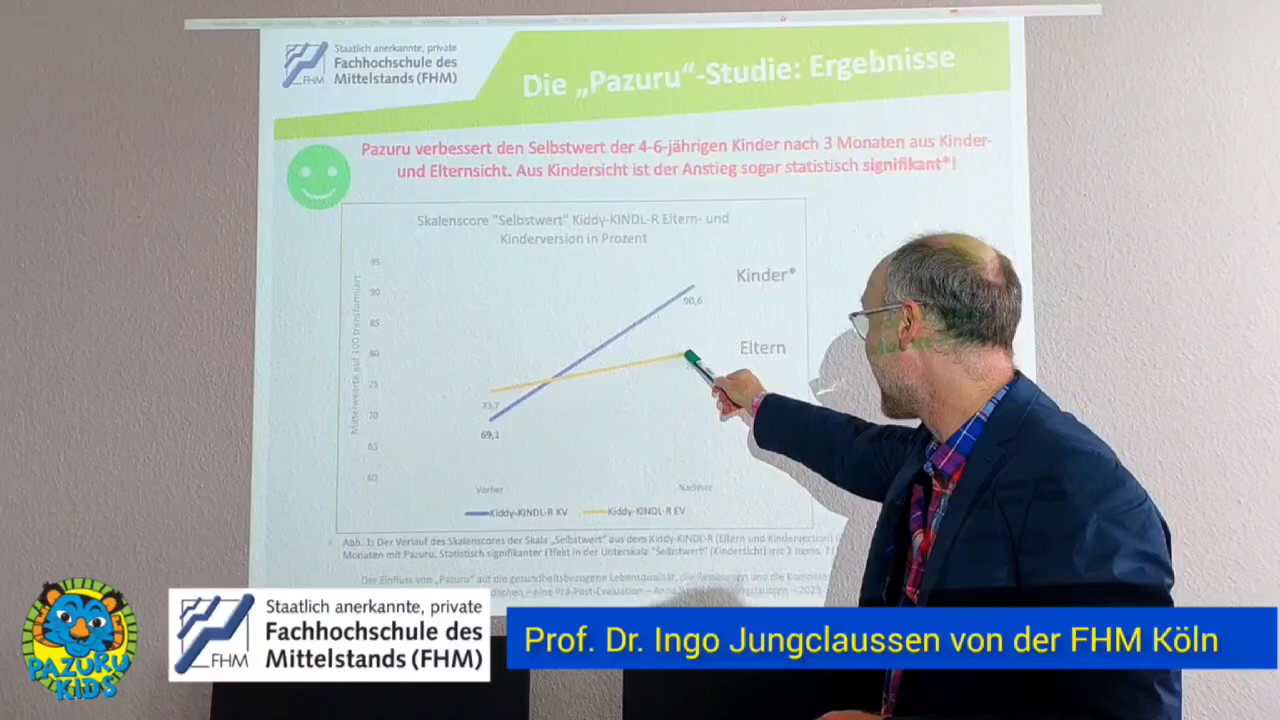 Staatlich anerkannte, private
Fachhochschule des
Mittelstands (FHM)
FHM
Die „Pazuru“-Studie: Ergebnisse
Pazuru verbessert den Selbstwert der 4-6-jährigen Kinder nach 3 Monaten aus Kinder-
und Elternsicht. Aus Kindersicht ist der Anstieg sogar statistisch signifikant*!
Skalenscore "Selbstwert" Kiddy-KINDL-R Eltern- und
Kinderversion in Prozent
Mittelwerte auf 100 transformiert
95
90
85
80
75
70
65
60
Kinder*
90,6
Eltern
73,7
69,1
Vorher
Nachher
Kiddy-KINDL-R KV
Kiddy-KINDL-R EV
Abb. 1: Der Verlauf des Skalenscores der Skala „Selbstwert“ aus dem Kiddy-KINDL-R (Eltern und Kinderversion)
Monaten mit Pazuru. Statistisch signifikanter Effekt in der Unterskala "Selbstwert" (Kindersicht) mit 2 Items.
Der Einfluss von „Pazuru“ auf die gesundheitsbezogene Lebensqualität, die Ressourcen und die
– eine Prä-Post-Evaluation –
PAZURU
KIDS
FHM
Staatlich anerkannte, private
Fachhochschule des
Mittelstands (FHM)
Prof. Dr. Ingo Jungclaussen von der FHM Köln